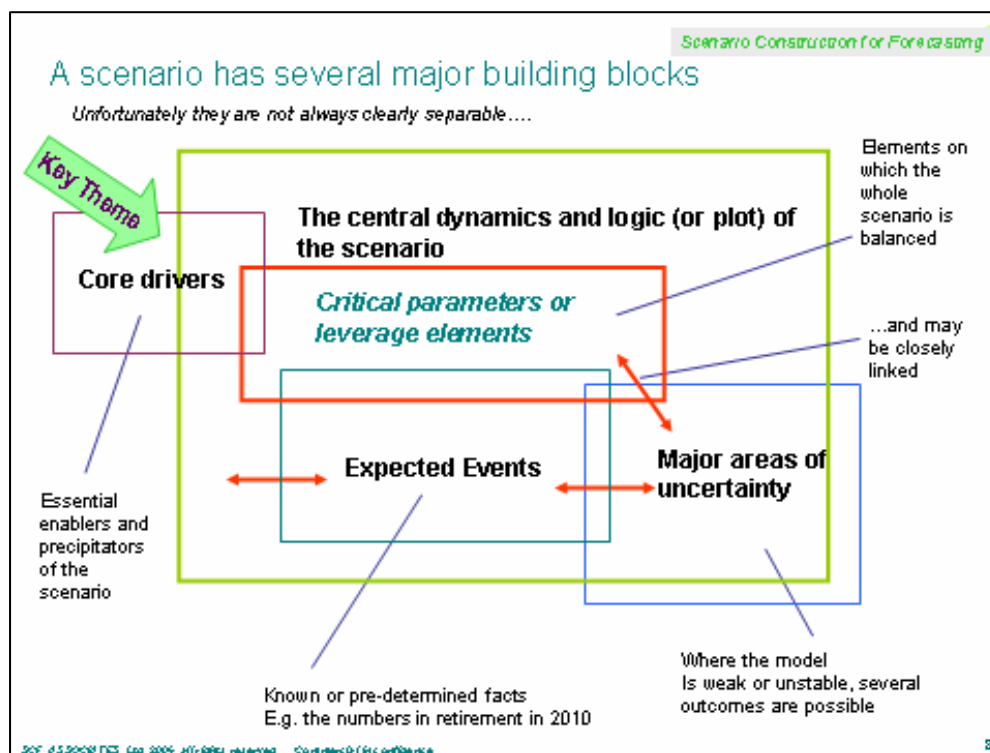 Scenario Construction for Forecasting
A scenario has several major building blocks
Unfortunately they are not always clearly separable....
Key Theme
Elements on
which the
whole
scenario is
balanced
The central dynamics and logic (or plot) of
the scenario
Core drivers
Critical parameters or
leverage elements
...and may
be closely
linked
Expected Events
Major areas of
uncertainty
Essential
enablers and
precipitators
of the
scenario
Known or pre-determined facts
E.g. the numbers in retirement in 2010
Where the model
Is weak or unstable, several
outcomes are possible
ASSOCIATES All rights reserved